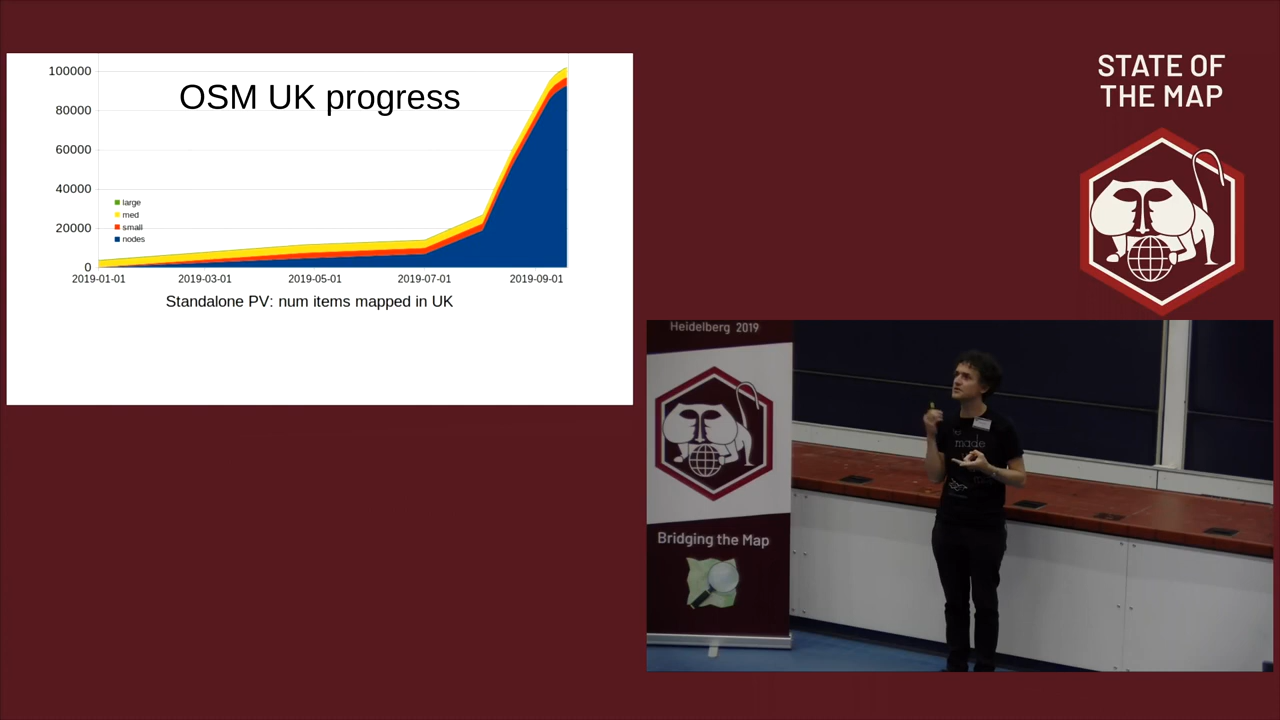 100000
80000
60000
40000
20000
0
OSM UK progress
large
med
small
nodes
2019-01-01
2019-03-01
2019-05-01
2019-07-01
2019-09-01
Standalone PV: num items mapped in UK
STATE OF
THE MAP
Heidelberg 2019
Bridging the Map
made